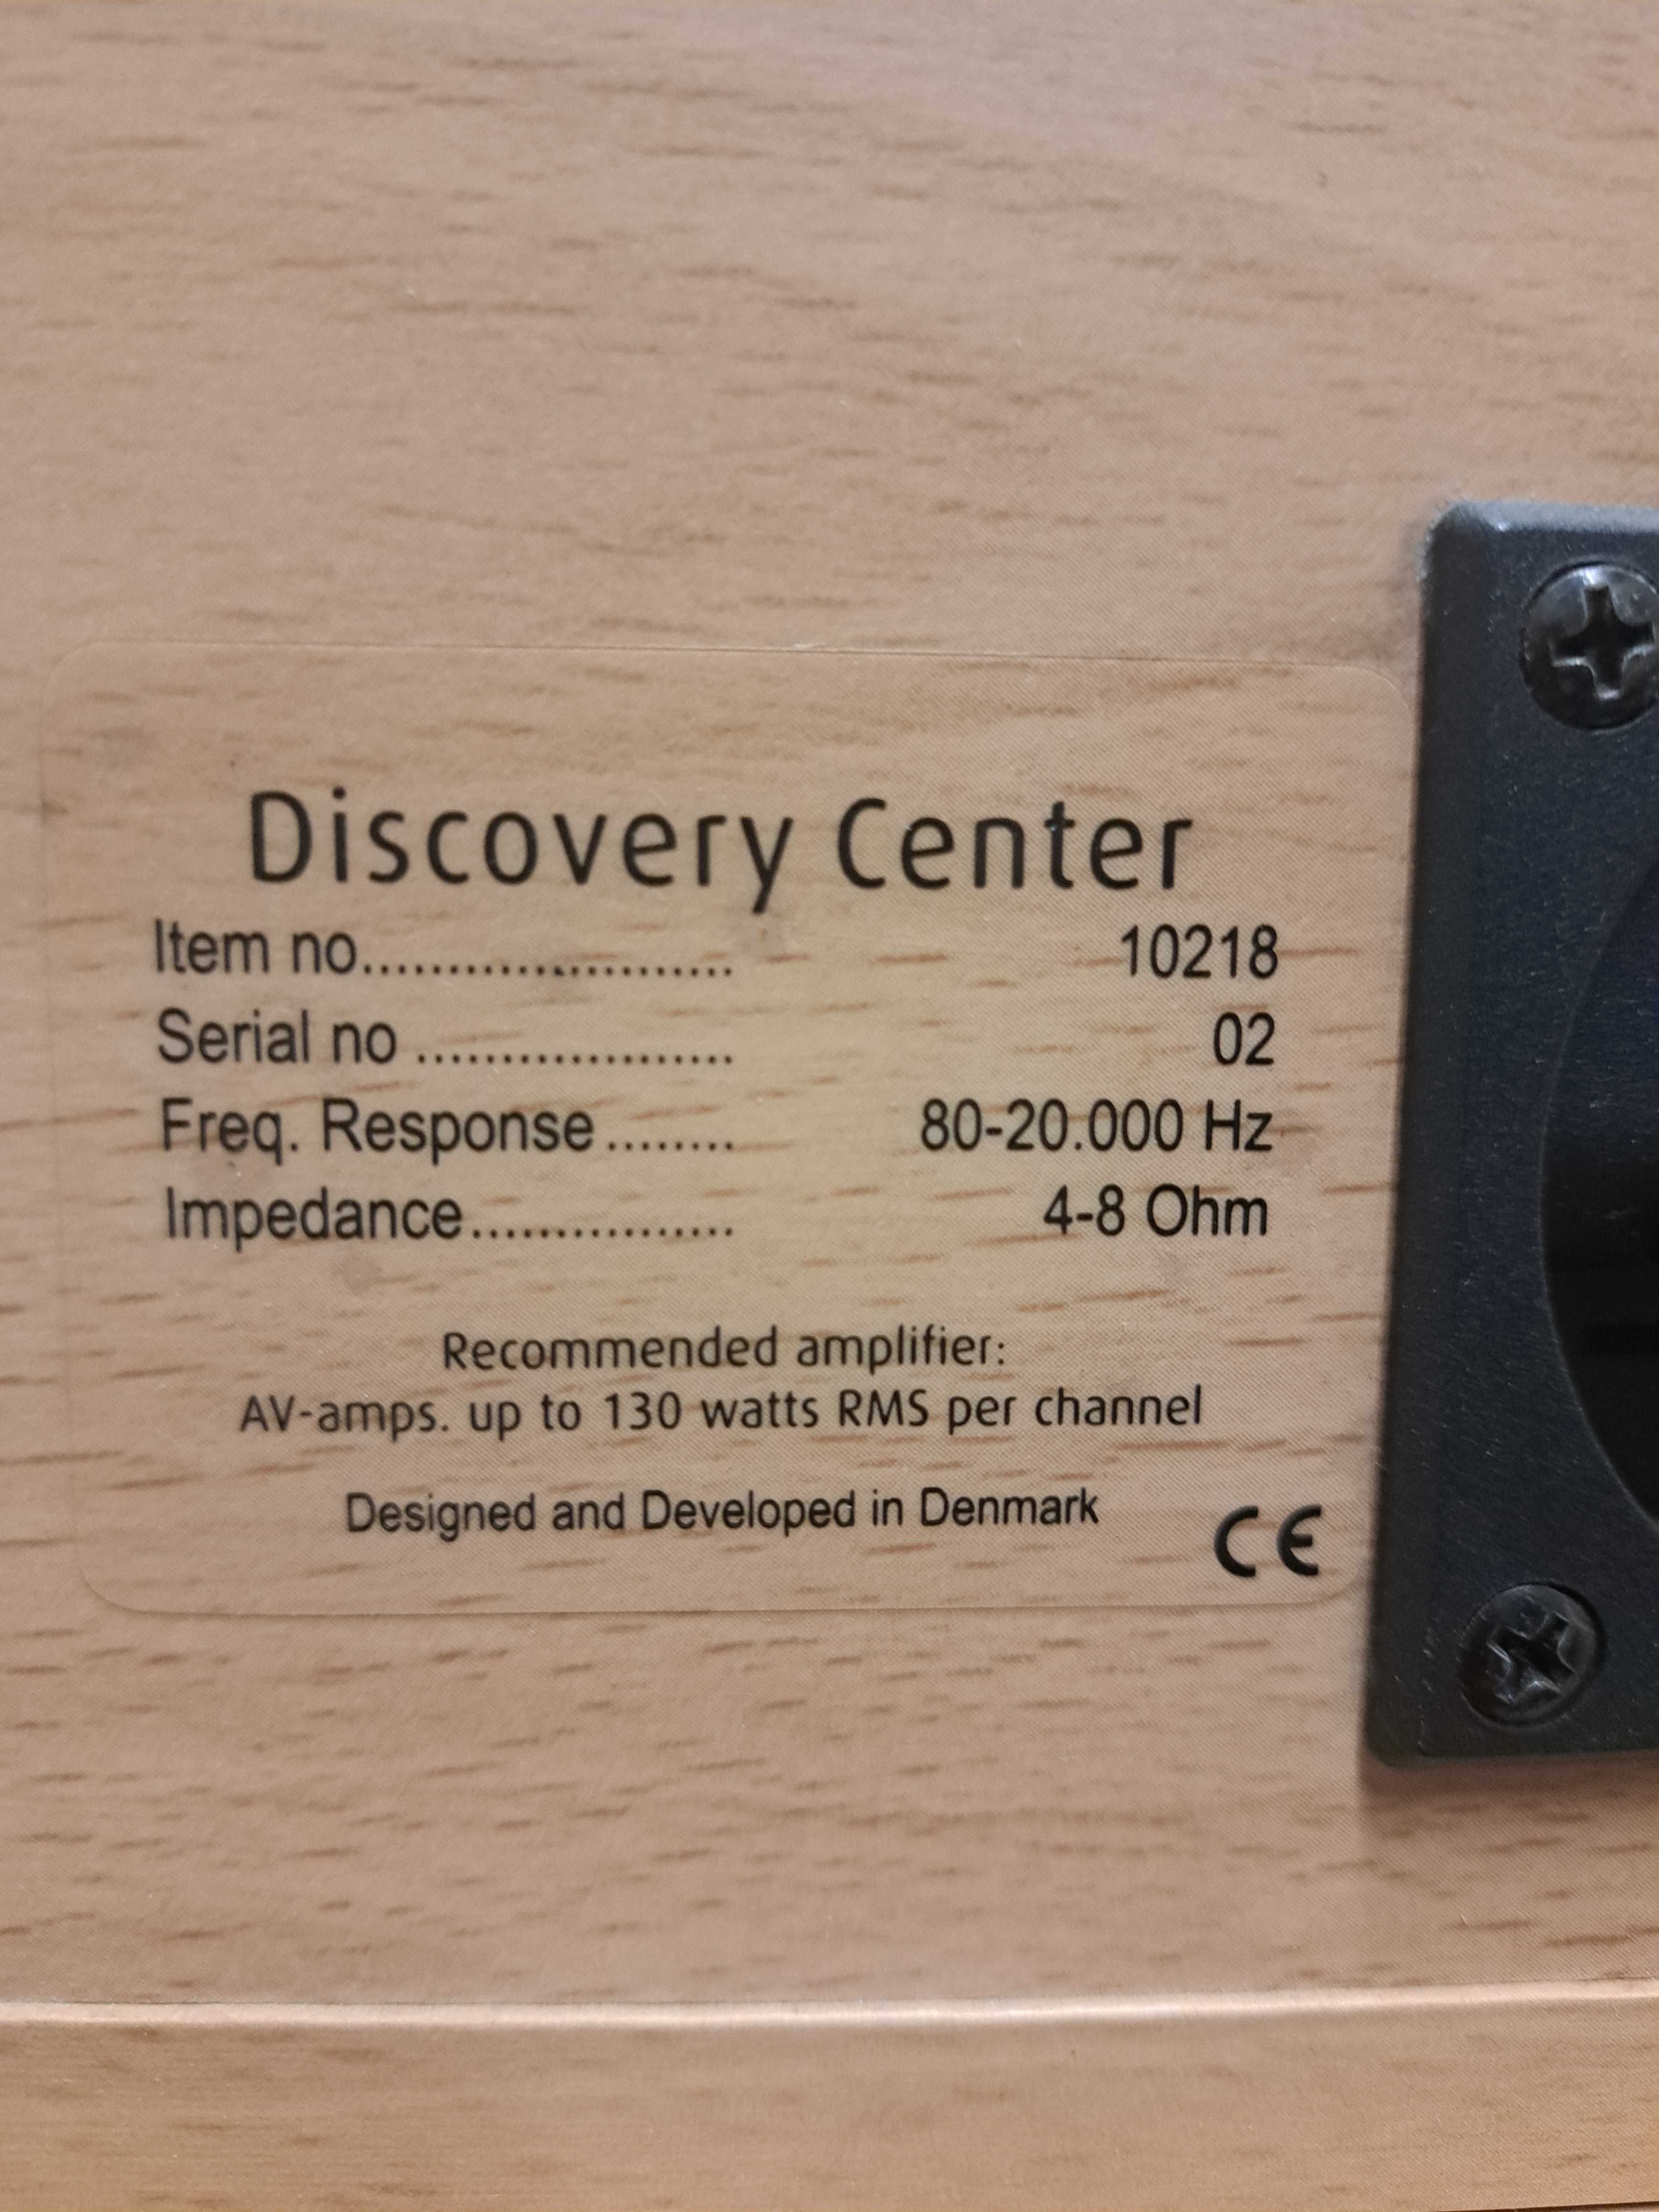 Discovery Center
Item no.......................... 10218
Serial no ....................... 02
Freq. Response......... 80-20.000 Hz
Impedance................... 4-8 Ohm
Recommended amplifier:
AV-amps. up to 130 watts RMS per channel
Designed and Developed in Denmark
CE